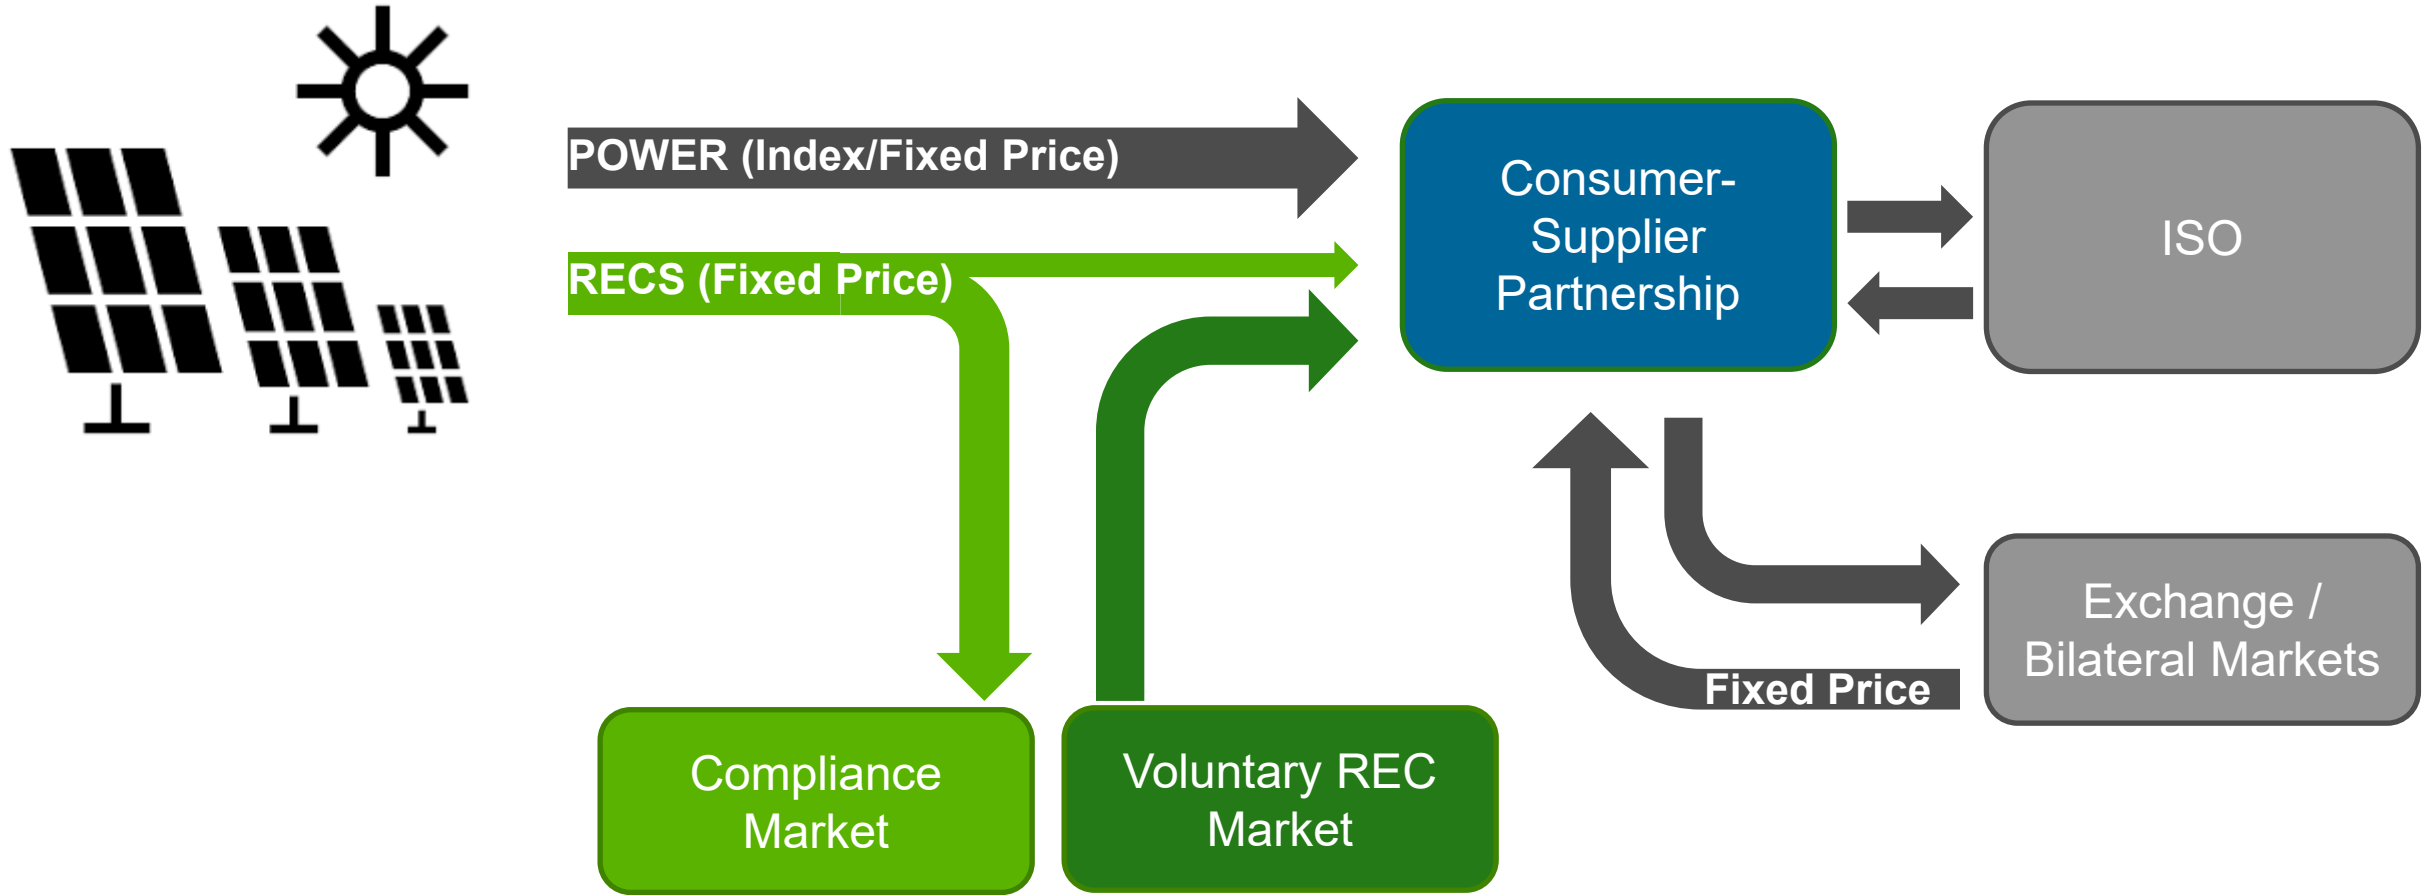 POWER (Index/Fixed Price)
RECS (Fixed Price)
Consumer-
Supplier
Partnership
ISO
Exchange /
Bilateral Markets
Fixed Price
Compliance
Market
Voluntary REC
Market